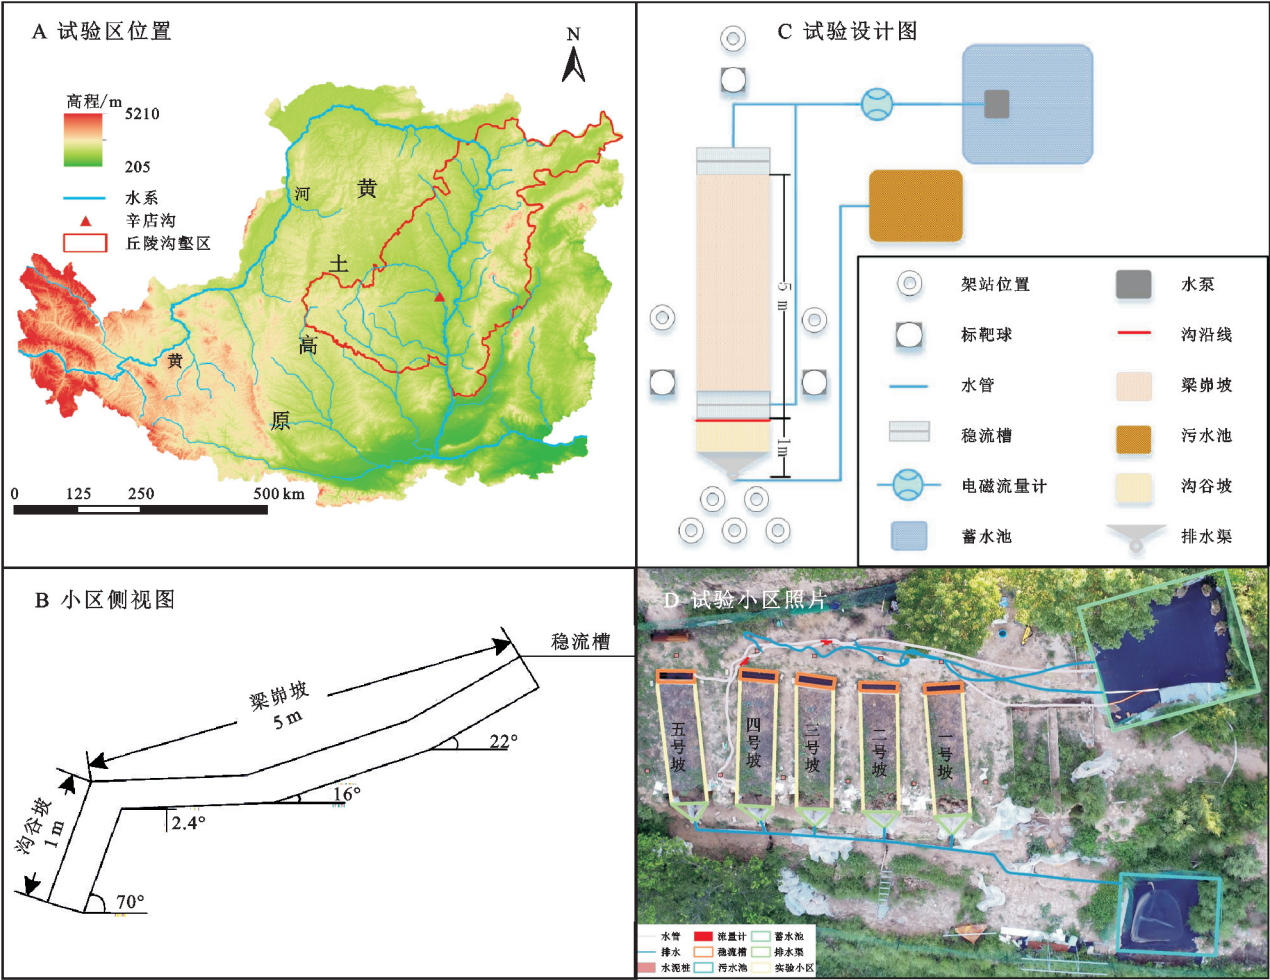 A 试验区位置
N
高程/m
5210
205
水系
辛店沟
丘陵沟壑区
河
黄
土
高
原
黄
0 125 250 500 km
B 小区侧视图
稳流槽
梁峁坡
5 m
沟谷坡
1 m
22°
16°
2.4°
70°
C 试验设计图
5 m
1m
架站位置 水泵
标靶球 沟沿线
水管 梁峁坡
稳流槽 污水池
电磁流量计 沟谷坡
蓄水池 排水渠
D 试验小区照片
五号坡
四号坡
三号坡
二号坡
一号坡
水管 流量计 蓄水池
排水 稳流槽 排水渠
水泥桩 污水池 实验小区